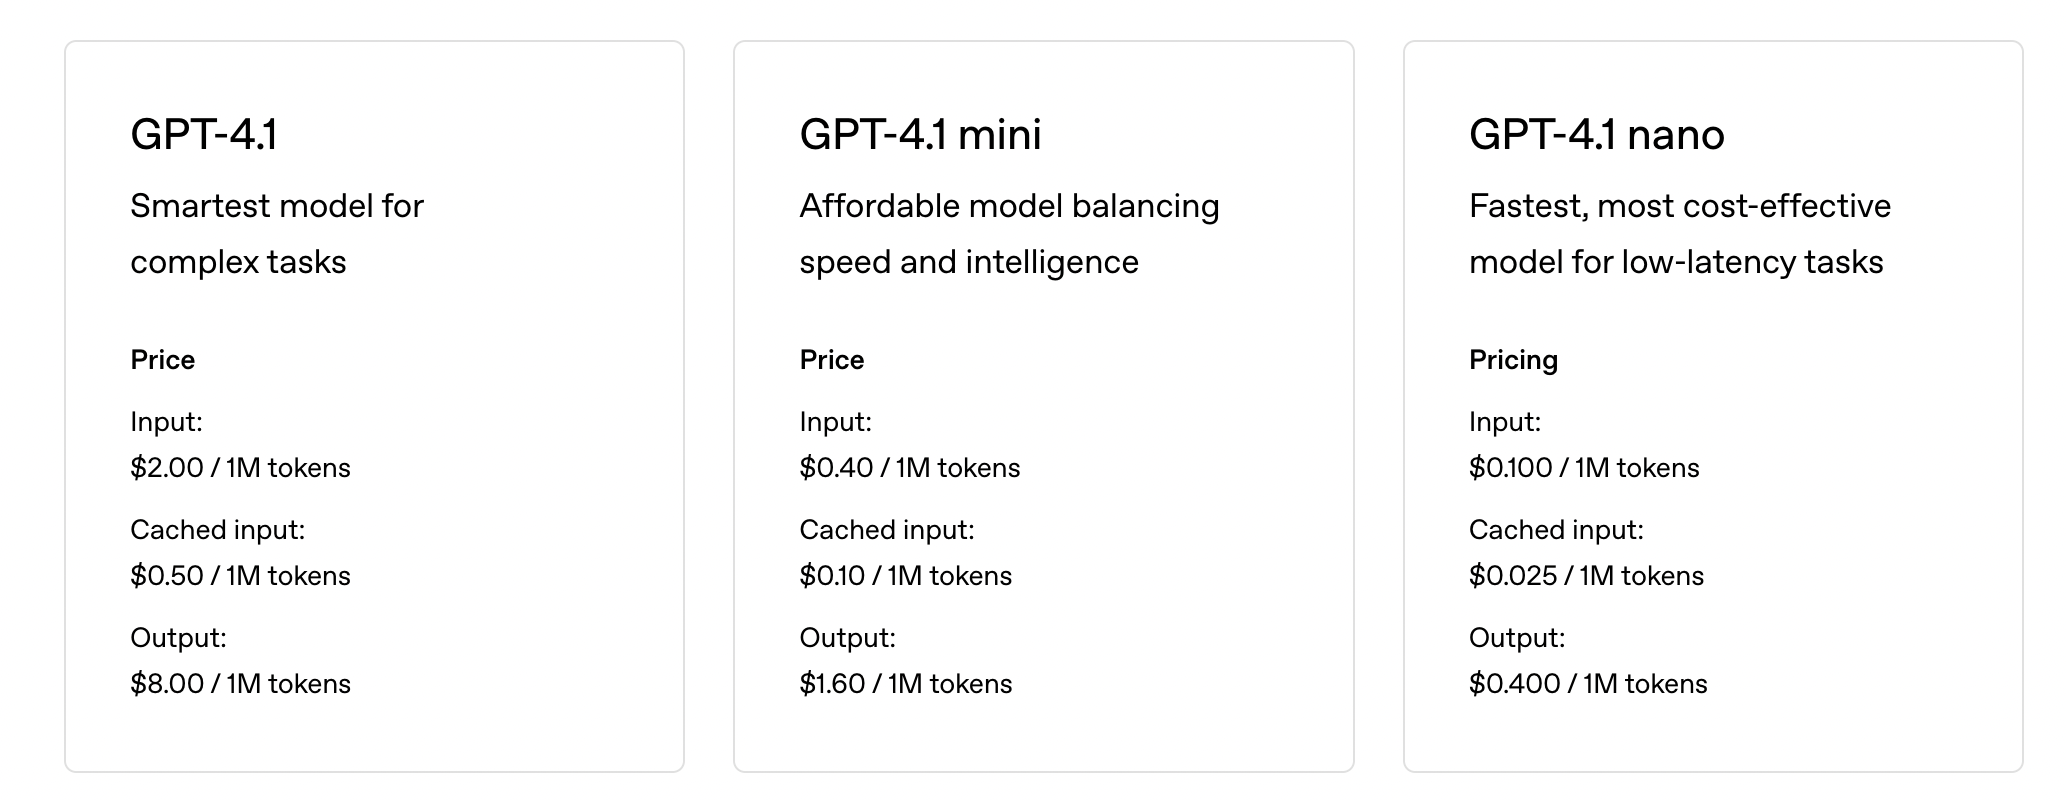 GPT-4.1
Smartest model for
complex tasks
Price
Input:
$2.00 / 1M tokens
Cached input:
$0.50 / 1M tokens
Output:
$8.00 / 1M tokens
GPT-4.1 mini
Affordable model balancing
speed and intelligence
Price
Input:
$0.40 / 1M tokens
Cached input:
$0.10 / 1M tokens
Output:
$1.60 / 1M tokens
GPT-4.1 nano
Fastest, most cost-effective
model for low-latency tasks
Pricing
Input:
$0.100 / 1M tokens
Cached input:
$0.025 / 1M tokens
Output:
$0.400 / 1M tokens